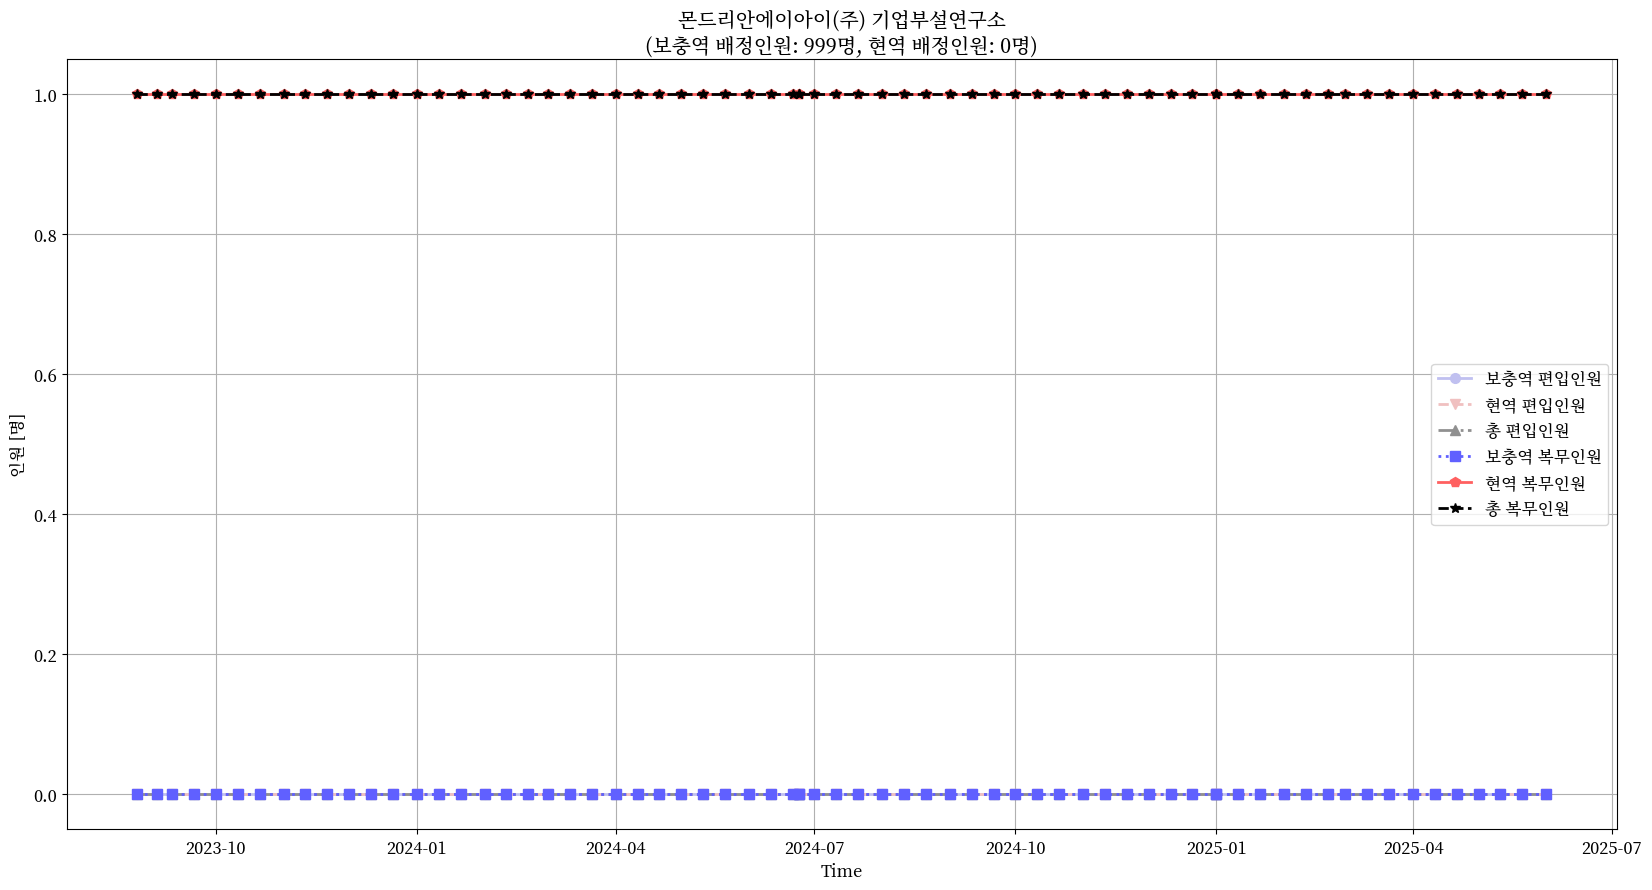 몬드리안에이아이(주) 기업부설연구소
(보충역 배정인원: 999명, 현역 배정인원: 0명)
인원 [명]
1.0
0.8
0.6
0.4
0.2
0.0
보충역 편입인원
현역 편입인원
총 편입인원
보충역 복무인원
현역 복무인원
총 복무인원
2023-10
2024-01
2024-04
2024-07
2024-10
2025-01
2025-04
2025-07
Time